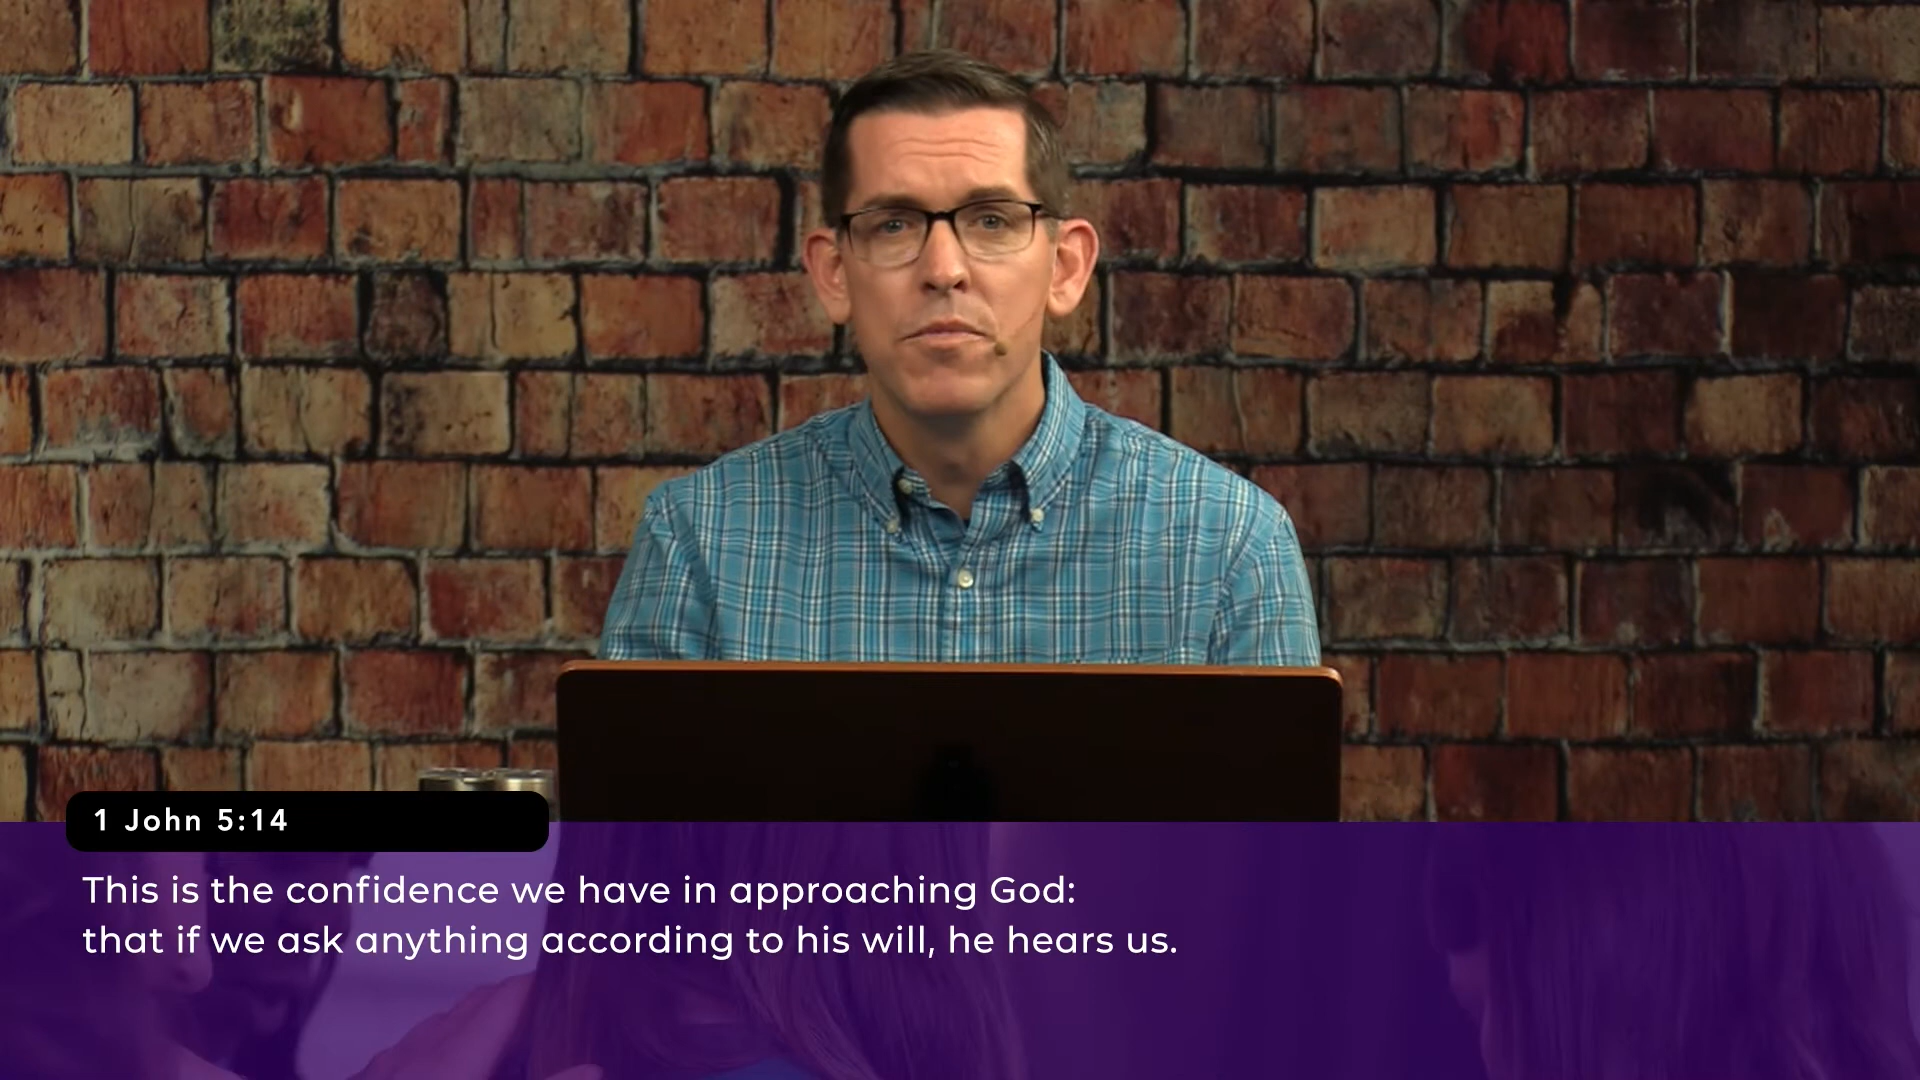 1 John 5:14
This is the confidence we have in approaching God:
that if we ask anything according to his will, he hears us.